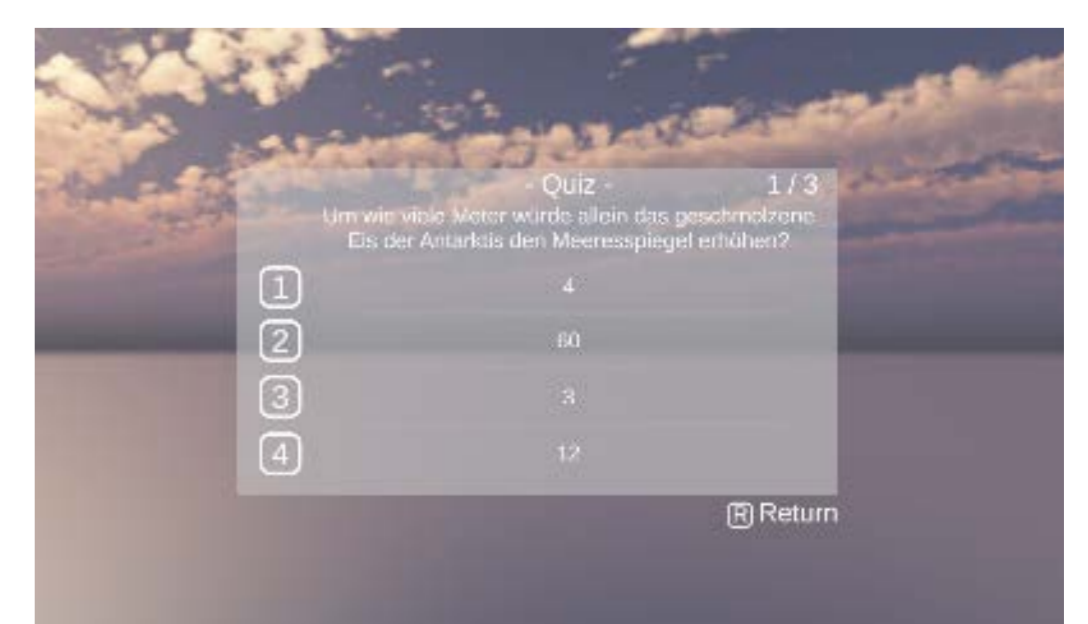 - Quiz -
1 / 3
Um wie viele Meter würde allein das geschmolzene
Eis der Antarktis den Meeresspiegel erhöhen?
1 4
2 60
3 3
4 12
R Return